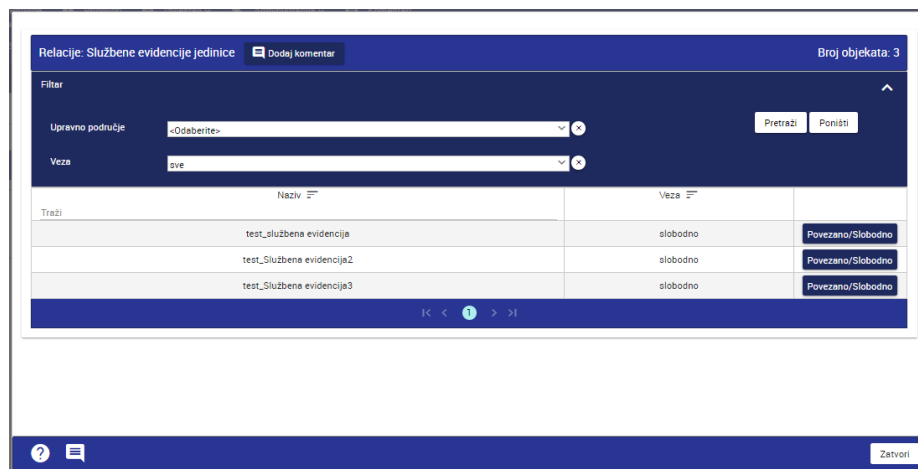 Relacije: Službene evidencije jedinice Dodaj komentar Broj objekata: 3
Filtar
Upravno područje <Odaberite> Pretraži Poništi
Veza sve
Naziv Veza
Traži
test_službena evidencija slobodno Povezano/Slobodno
test_Službena evidencija2 slobodno Povezano/Slobodno
test_Službena evidencija3 slobodno Povezano/Slobodno
1
Zatvori